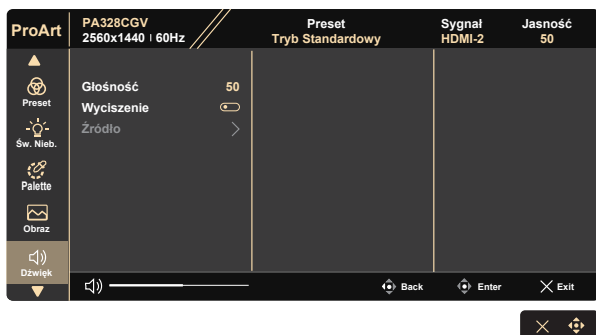 ProArt
PA328CGV
2560x1440 | 60Hz
Preset
Tryb Standardowy
Sygnał
HDMI-2
Jasność
50
Preset
Św. Nieb.
Palette
Obraz
Dźwięk
Głośność 50
Wyciszenie
Źródło
Back
Enter
Exit